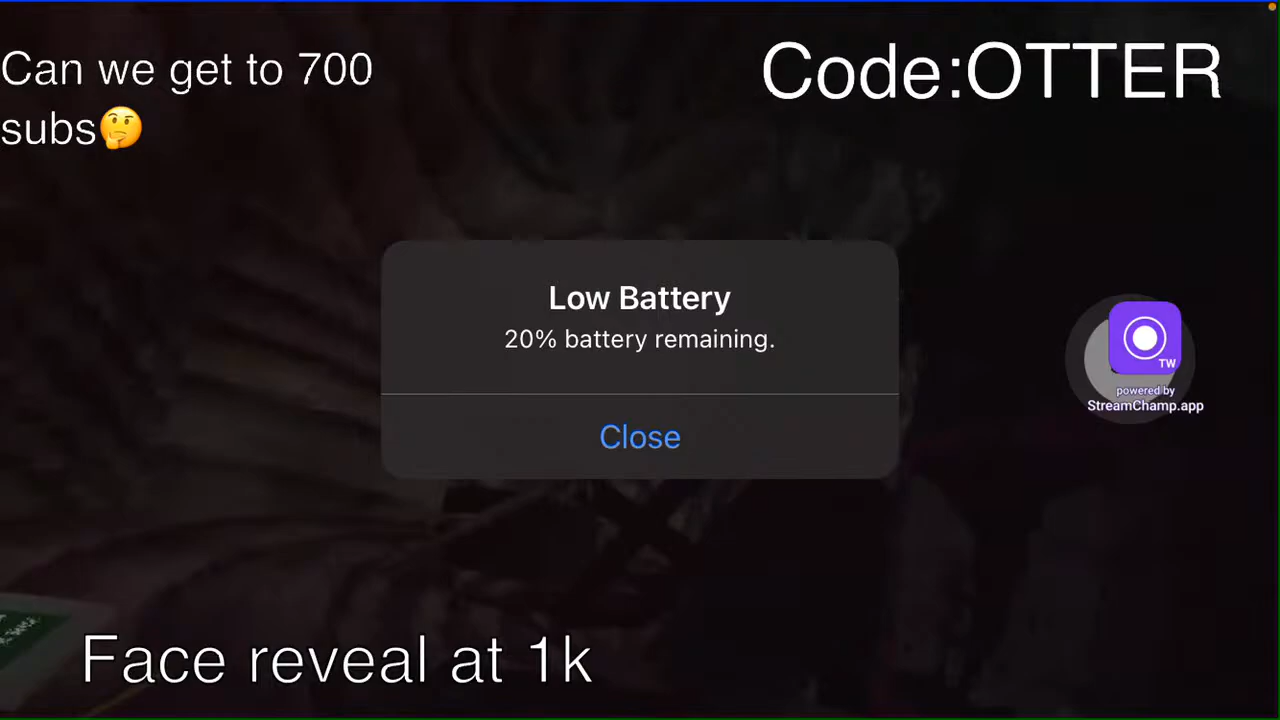 Can we get to 700
subs🤔
Code:OTTER
Low Battery
20% battery remaining.
Close
TW
powered by
StreamChamp.app
Face reveal at 1k